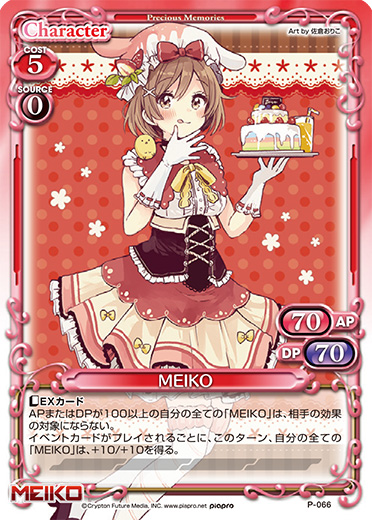 Precious Memories
Character
Art by 佐倉おりこ
COST
5
SOURCE
0
70 AP
DP 70
MEIKO
EXカード
APまたはDPが100以上の自分の全ての「MEIKO」は、相手の効果
の対象にならない。
イベントカードがプレイされるごとに、このターン、自分の全ての
「MEIKO」は、+10/+10を得る。
MEIKO
©Crypton Future Media, INC. www.piapro.net piapro
P-066